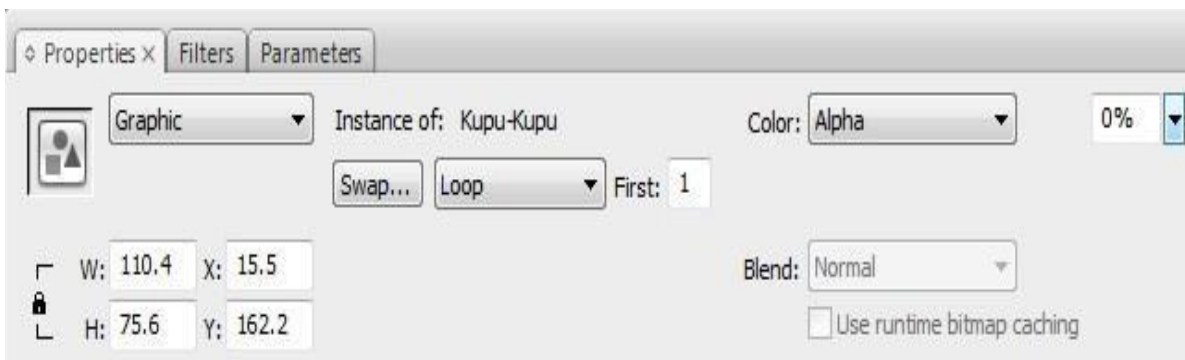 Properties × Filters Parameters
Graphic Instance of: Kupu-Kupu Color: Alpha 0%
Swap... Loop First: 1
W: 110.4 X: 15.5 Blend: Normal
H: 75.6 Y: 162.2 Use runtime bitmap caching